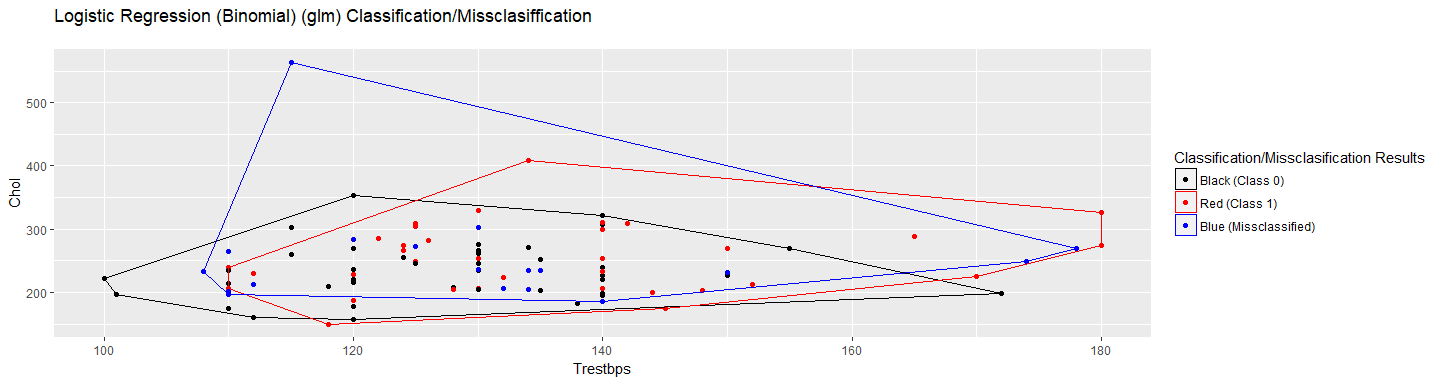 Logistic Regression (Binomial) (glm) Classification/Missclasiffication
Chol
500
400
300
200
100
120
140
160
180
Trestbps
Classification/Missclasification Results
Black (Class 0)
Red (Class 1)
Blue (Missclassified)